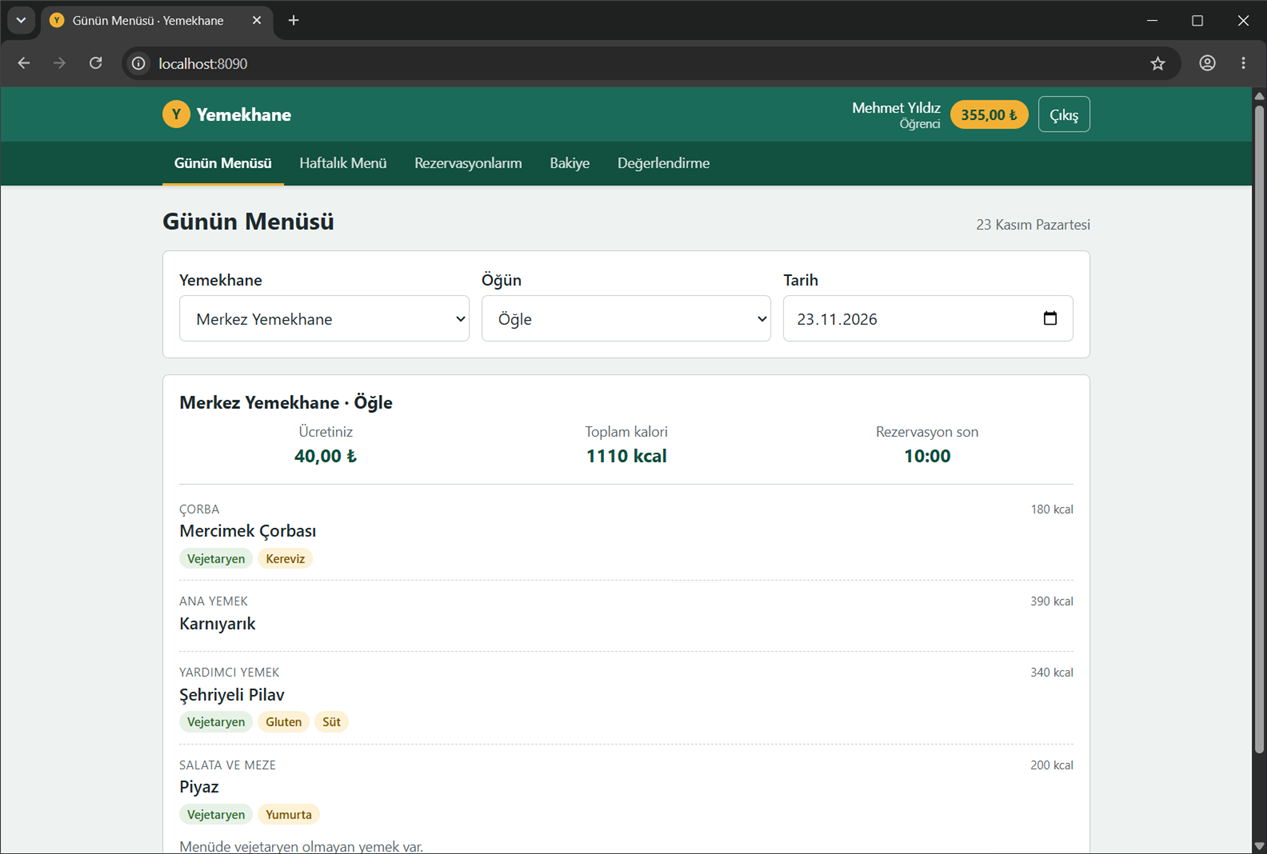 Y Günün Menüsü · Yemekhane
localhost:8090
Y Yemekhane
Mehmet Yıldız
Öğrenci
355,00 ₺
Çıkış
Günün Menüsü Haftalık Menü Rezervasyonlarım Bakiye Değerlendirme
Günün Menüsü
23 Kasım Pazartesi
Yemekhane Öğün Tarih
Merkez Yemekhane Öğle 23.11.2026
Merkez Yemekhane · Öğle
Ücretiniz Toplam kalori Rezervasyon son
40,00 ₺ 1110 kcal 10:00
ÇORBA 180 kcal
Mercimek Çorbası
Vejetaryen Kereviz
ANA YEMEK 390 kcal
Karnıyarık
YARDIMCI YEMEK 340 kcal
Şehriyeli Pilav
Vejetaryen Gluten Süt
SALATA VE MEZE 200 kcal
Piyaz
Vejetaryen Yumurta
Menüde vejetaryen olmayan yemek var.